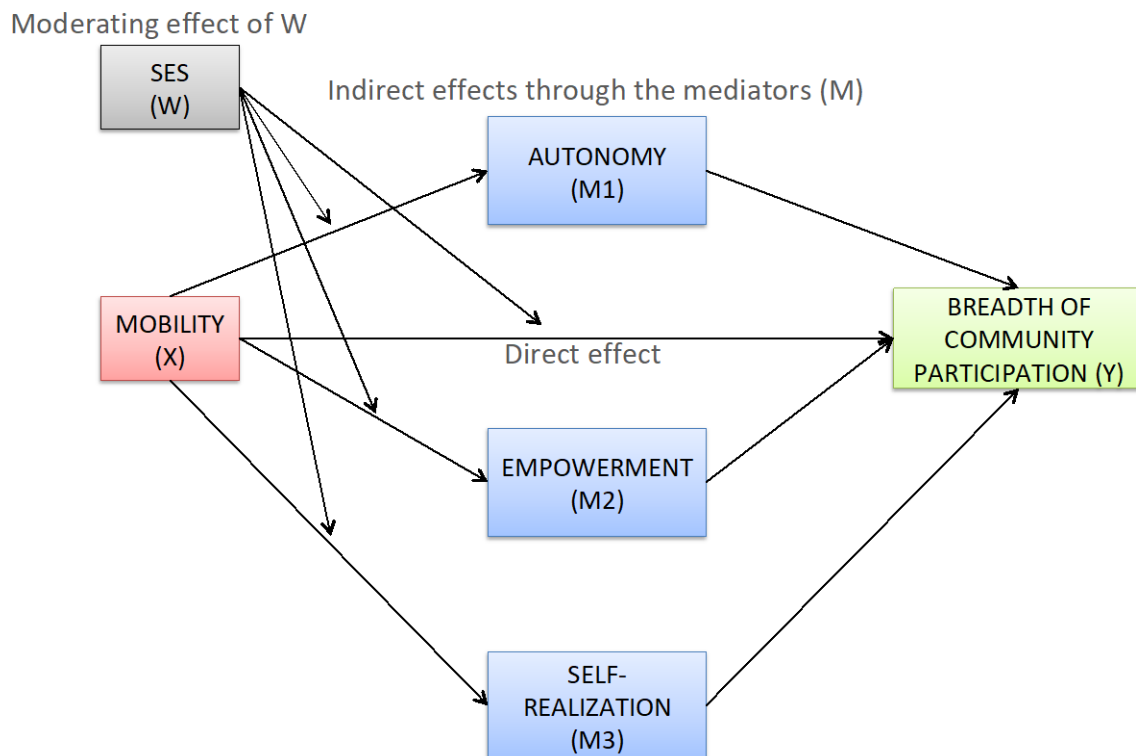 Moderating effect of W
SES
(W)
Indirect effects through the mediators (M)
AUTONOMY
(M1)
MOBILITY
(X)
BREADTH OF
COMMUNITY
PARTICIPATION (Y)
Direct effect
EMPOWERMENT
(M2)
SELF-
REALIZATION
(M3)